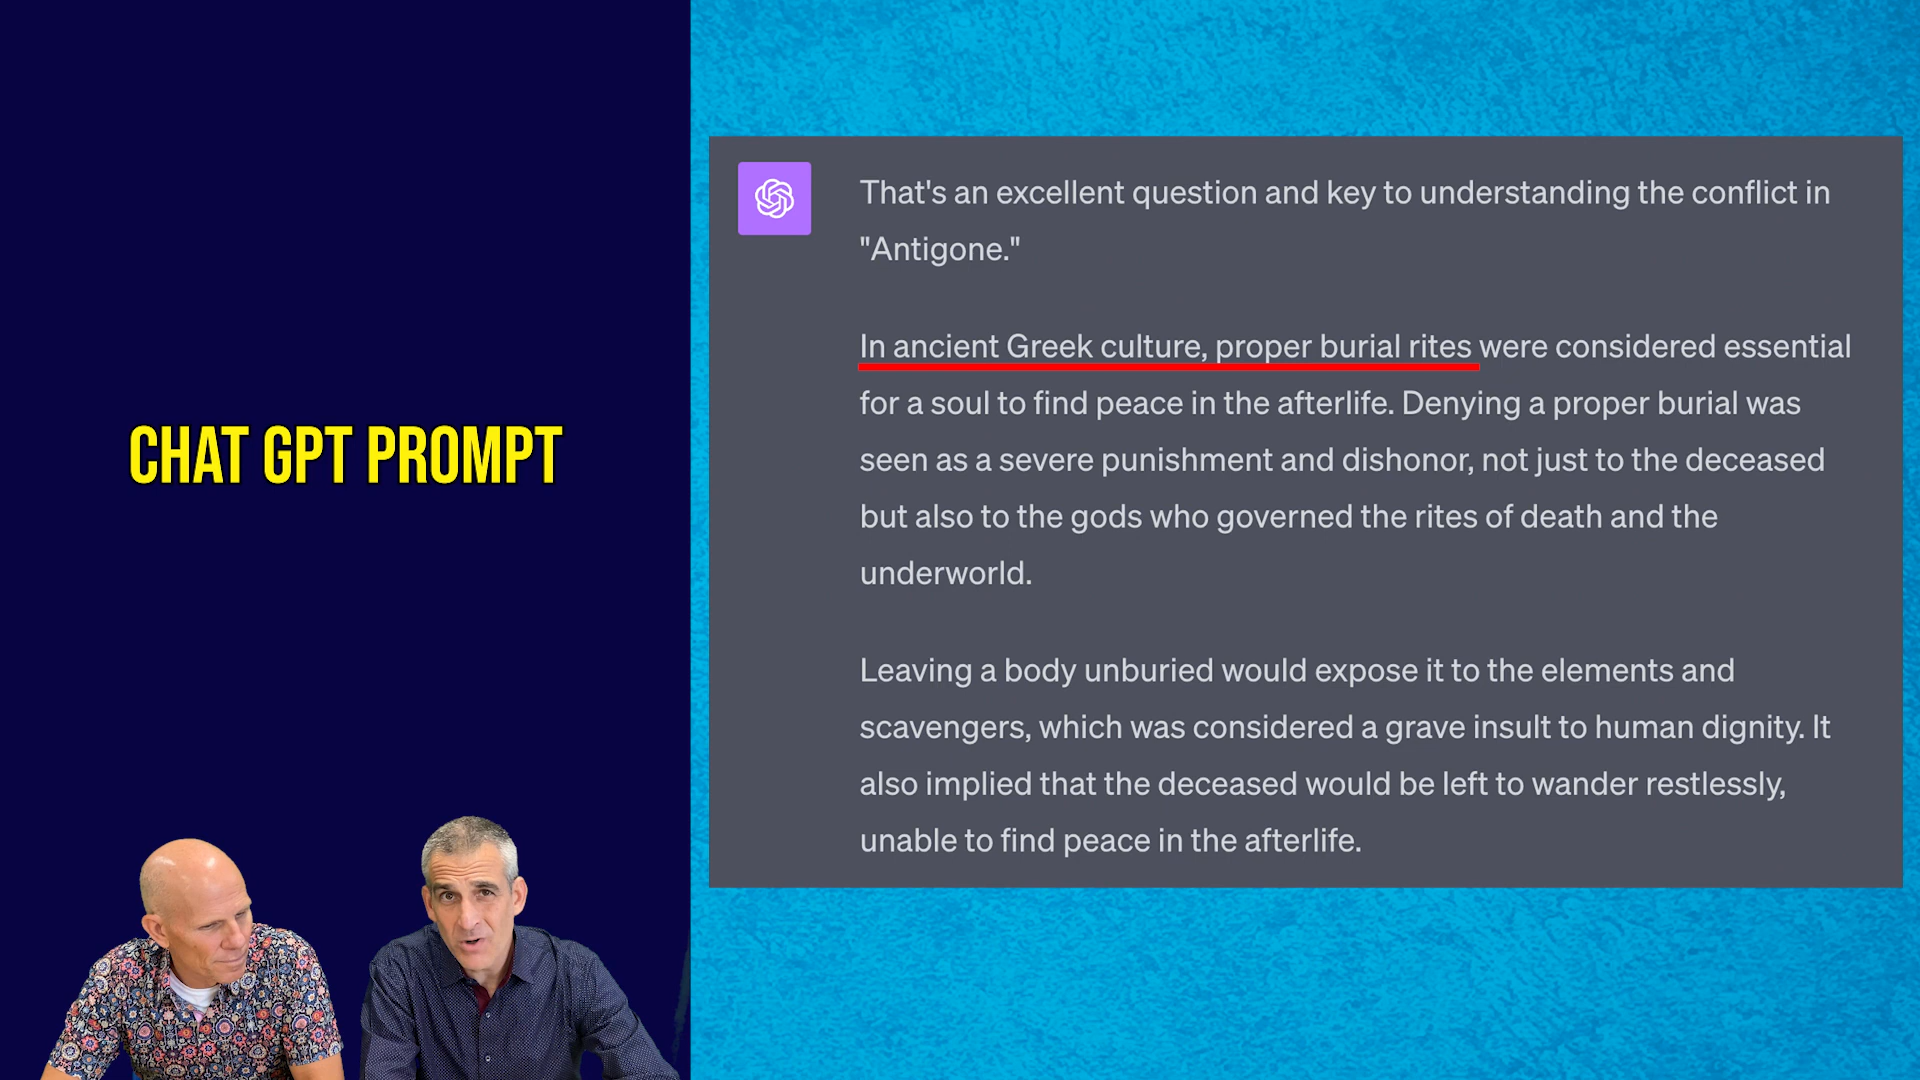 CHAT GPT PROMPT
That's an excellent question and key to understanding the conflict in
"Antigone."
In ancient Greek culture, proper burial rites were considered essential
for a soul to find peace in the afterlife. Denying a proper burial was
seen as a severe punishment and dishonor, not just to the deceased
but also to the gods who governed the rites of death and the
underworld.
Leaving a body unburied would expose it to the elements and
scavengers, which was considered a grave insult to human dignity. It
also implied that the deceased would be left to wander restlessly,
unable to find peace in the afterlife.